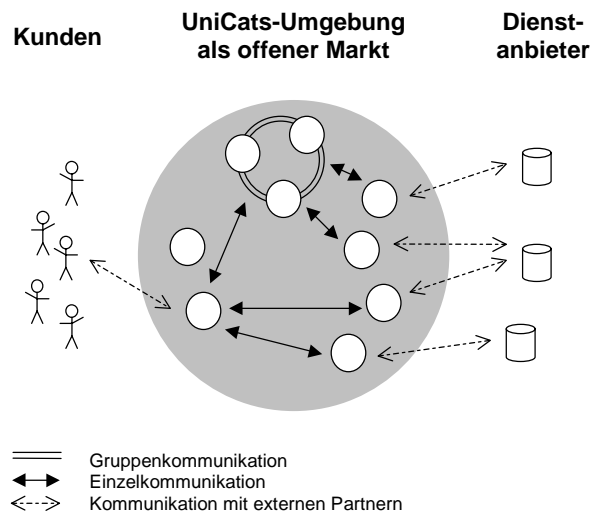 Kunden
UniCats-Umgebung
als offener Markt
Dienst-
anbieter
Gruppenkommunikation
Einzelkommunikation
Kommunikation mit externen Partnern